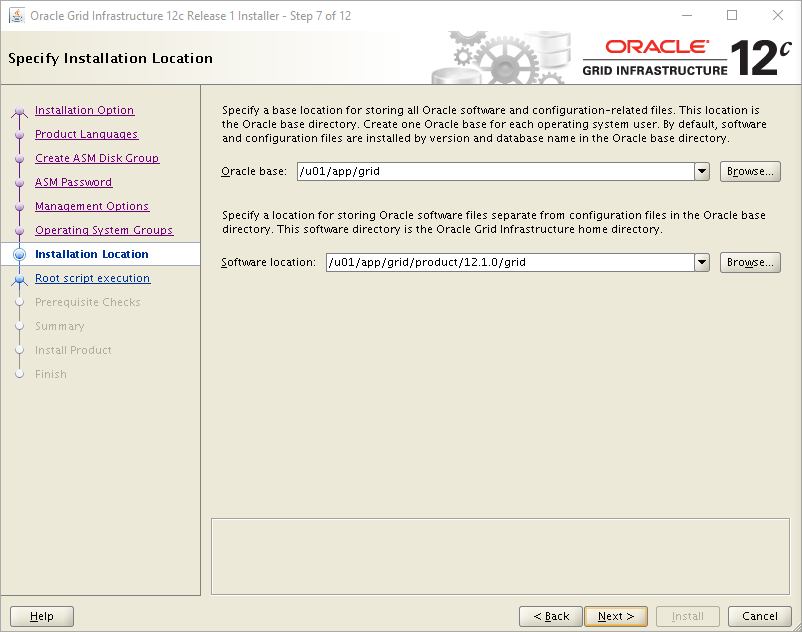 Oracle Grid Infrastructure 12c Release 1 Installer - Step 7 of 12
Specify Installation Location
ORACLE
GRID INFRASTRUCTURE
12c
Installation Option
Product Languages
Create ASM Disk Group
ASM Password
Management Options
Operating System Groups
Installation Location
Root script execution
Prerequisite Checks
Summary
Install Product
Finish
Specify a base location for storing all Oracle software and configuration-related files. This location is
the Oracle base directory. Create one Oracle base for each operating system user. By default, software
and configuration files are installed by version and database name in the Oracle base directory.
Oracle base: /u01/app/grid Browse...
Specify a location for storing Oracle software files separate from configuration files in the Oracle base
directory. This software directory is the Oracle Grid Infrastructure home directory.
Software location: /u01/app/grid/product/12.1.0/grid Browse...
Help < Back Next > Install Cancel